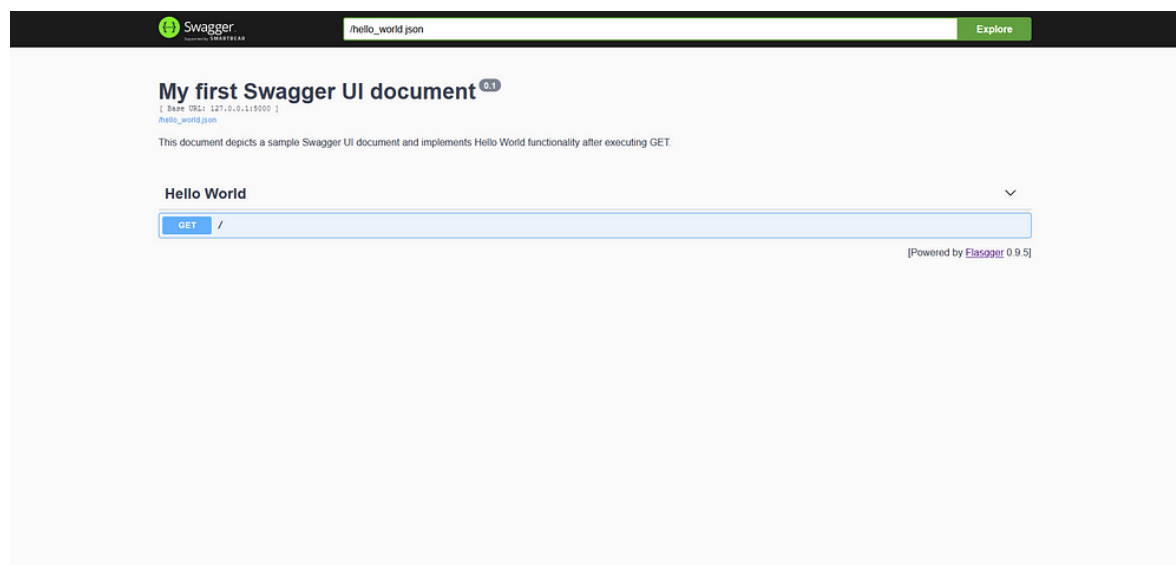 Swagger
Supported by SMARTBEAR
/hello_world.json
Explore
My first Swagger UI document 0.1
[ Base URL: 127.0.0.1:5000 ]
/hello_world.json
This document depicts a sample Swagger UI document and implements Hello World functionality after executing GET.
Hello World
GET /
[Powered by Flasgger 0.9.5]